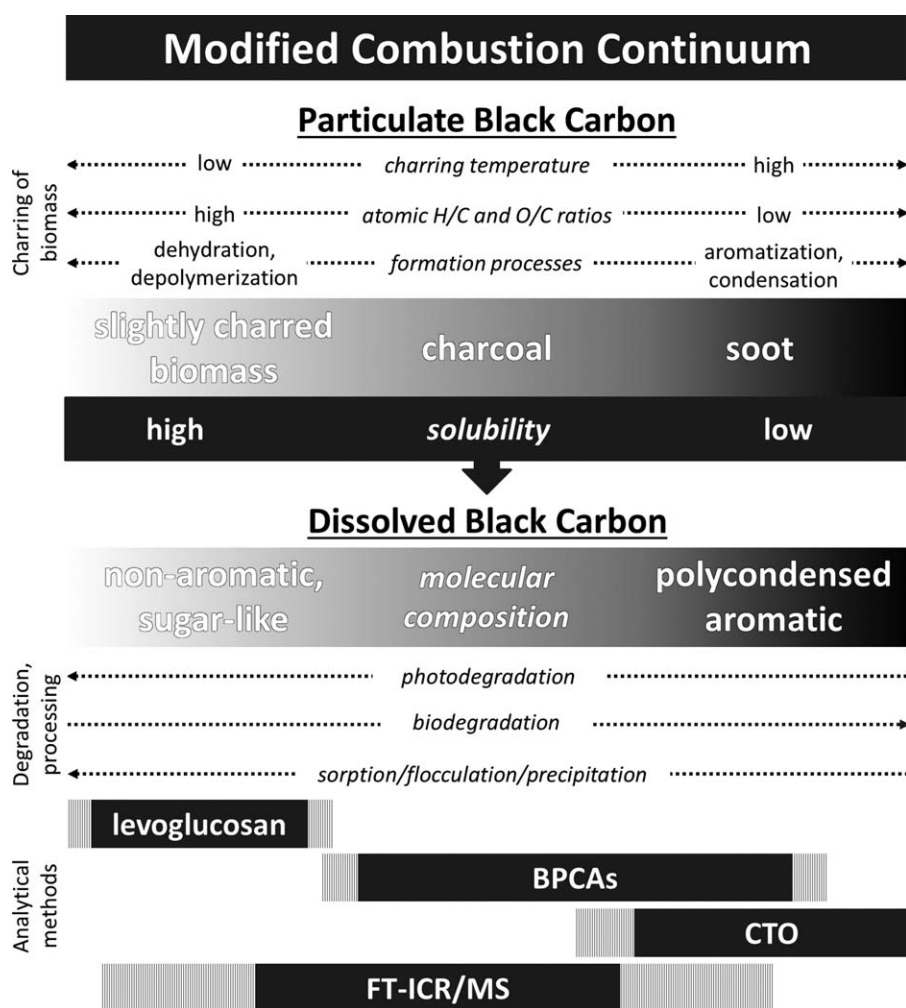 Modified Combustion Continuum
Particulate Black Carbon
Charring of
biomass
low charring temperature high
high atomic H/C and O/C ratios low
dehydration,
depolymerization
formation processes
aromatization,
condensation
slightly charred
biomass
charcoal
soot
high solubility low
Dissolved Black Carbon
non-aromatic,
sugar-like
molecular
composition
polycondensed
aromatic
Degradation,
processing
photodegradation
biodegradation
sorption/flocculation/precipitation
Analytical
methods
levoglucosan
BPCAs
CTO
FT-ICR/MS